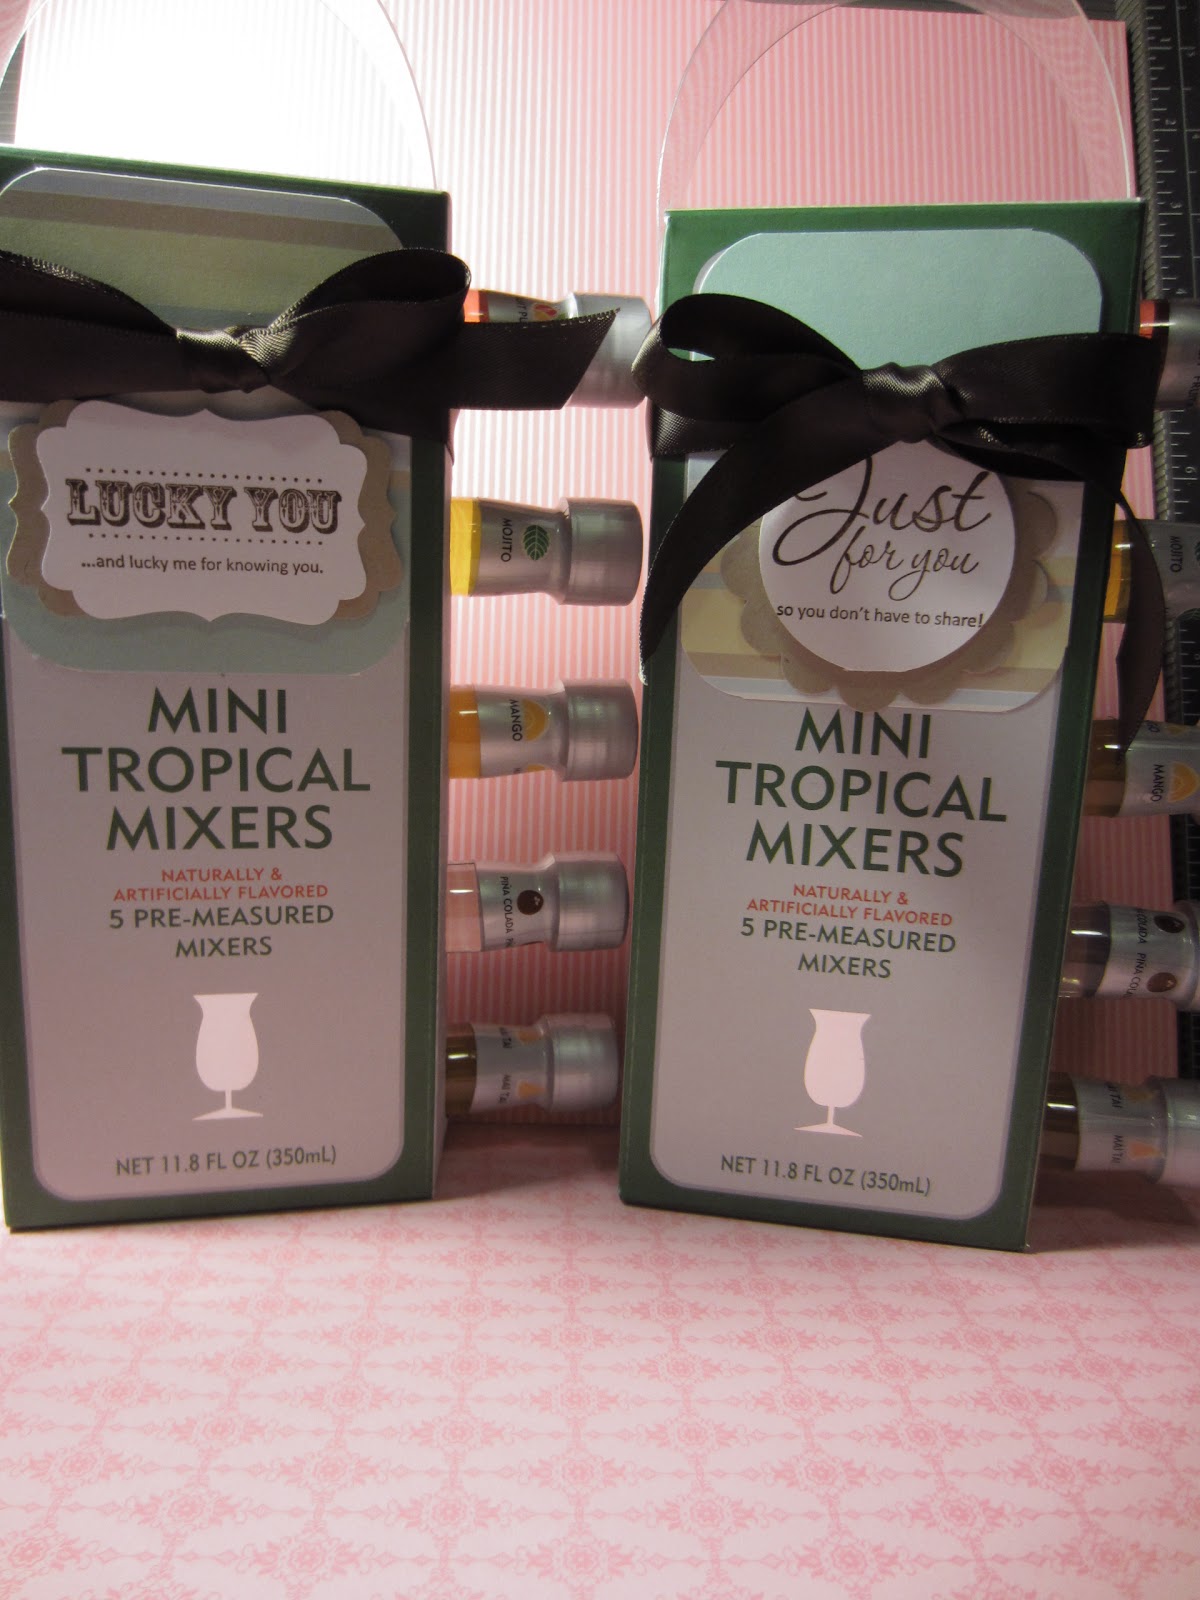 LUCKY YOU
...and lucky me for knowing you.
MINI
TROPICAL
MIXERS
NATURALLY &
ARTIFICIALLY FLAVORED
5 PRE-MEASURED
MIXERS
NET 11.8 FL OZ (350mL)
MOJITO
MANGO
PIÑA COLADA
MAI TAI
MAI TAI
Just
for you
so you don't have to share!
MINI
TROPICAL
MIXERS
NATURALLY &
ARTIFICIALLY FLAVORED
5 PRE-MEASURED
MIXERS
NET 11.8 FL OZ (350mL)
MOJITO
MANGO
COLADA PIÑA COLA
MAI TAI